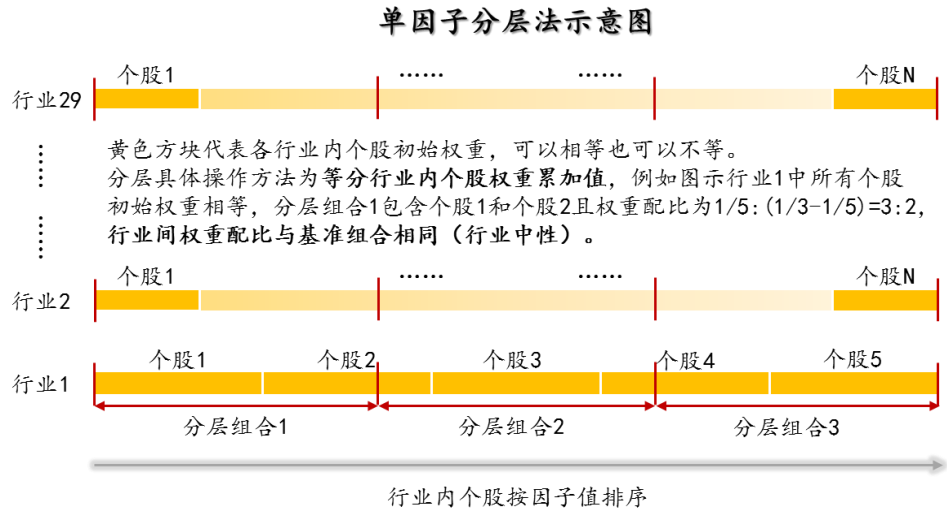 单因子分层法示意图
个股1 …… …… 个股N
行业29
……
黄色方块代表各行业内个股初始权重，可以相等也可以不等。
分层具体操作方法为等分行业内个股权重累加值，例如图示行业1中所有个股
初始权重相等，分层组合1包含个股1和个股2且权重配比为1/5:(1/3-1/5)=3:2，
行业间权重配比与基准组合相同（行业中性）。
……
个股1 …… …… 个股N
行业2
个股1 个股2 个股3 个股4 个股5
行业1
分层组合1 分层组合2 分层组合3
行业内个股按因子值排序